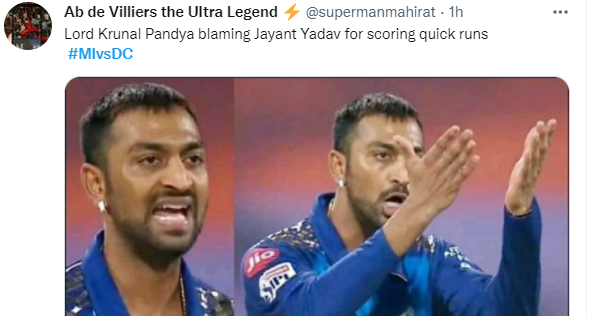 Ab de Villiers the Ultra Legend ⚡ @supermanmahirat · 1h
Lord Krunal Pandya blaming Jayant Yadav for scoring quick runs
#MIvsDC
Jio